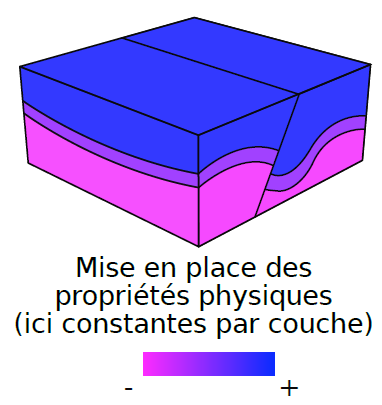 Mise en place des
propriétés physiques
(ici constantes par couche)
- +